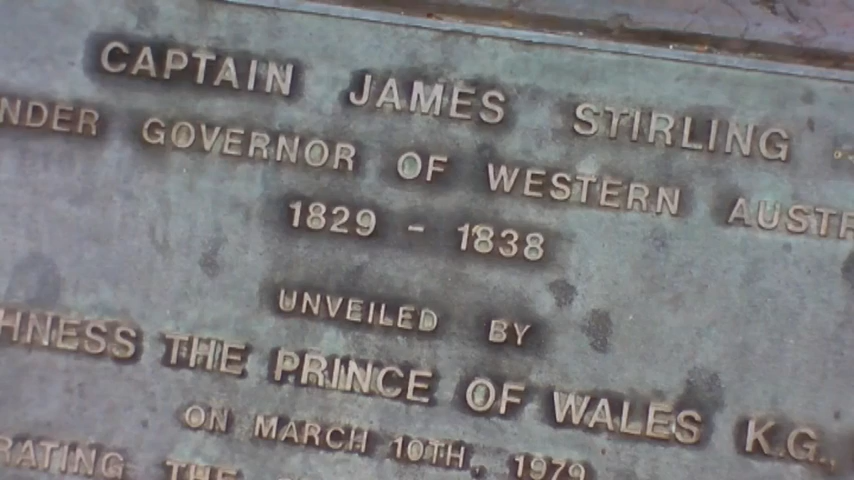 CAPTAIN JAMES STIRLING
NDER GOVERNOR OF WESTERN AUSTR
1829 - 1838
UNVEILED BY
HNESS THE PRINCE OF WALES K.G.,
ON MARCH 10TH, 1979
RATING THE